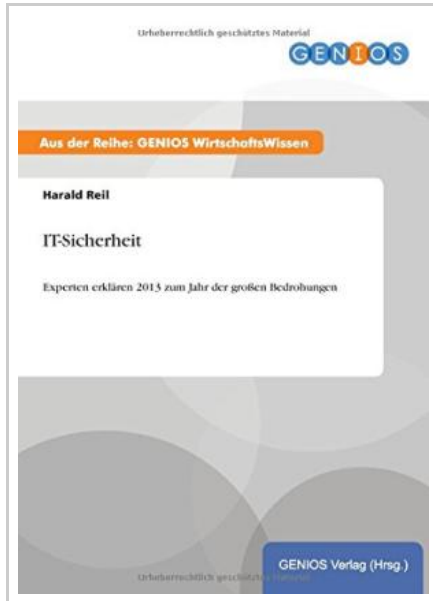 Urheberrechtlich geschütztes Material
GENIOS
Aus der Reihe: GENIOS WirtschaftsWissen
Harald Reil
IT-Sicherheit
Experten erklären 2013 zum Jahr der großen Bedrohungen
GENIOS Verlag (Hrsg.)
Urheberrechtlich geschütztes Material